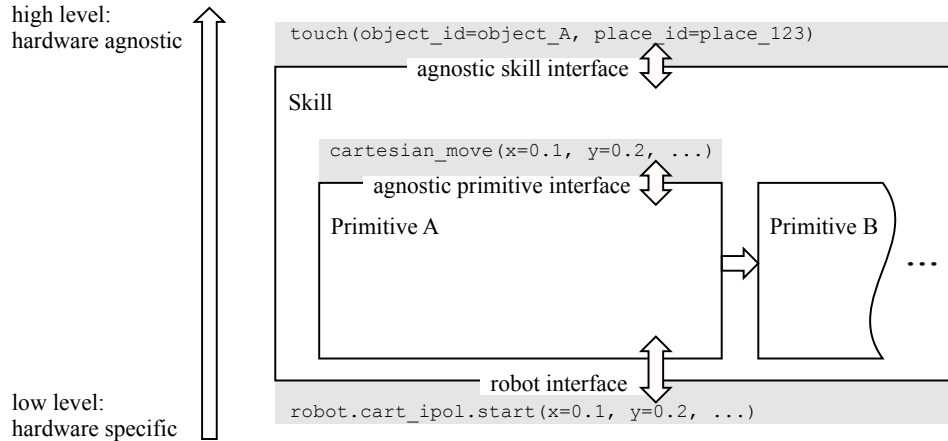 high level:
hardware agnostic
touch(object_id=object_A, place_id=place_123)
agnostic skill interface
Skill
cartesian_move(x=0.1, y=0.2, ...)
agnostic primitive interface
Primitive A
Primitive B
...
robot interface
low level:
hardware specific
robot.cart_ipol.start(x=0.1, y=0.2, ...)